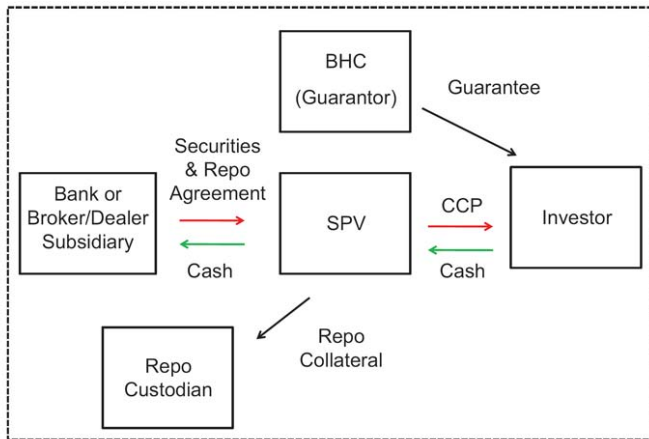 BHC
(Guarantor)
Guarantee
Securities
& Repo
Agreement
Bank or
Broker/Dealer
Subsidiary
SPV
CCP
Investor
Cash
Cash
Repo
Collateral
Repo
Custodian